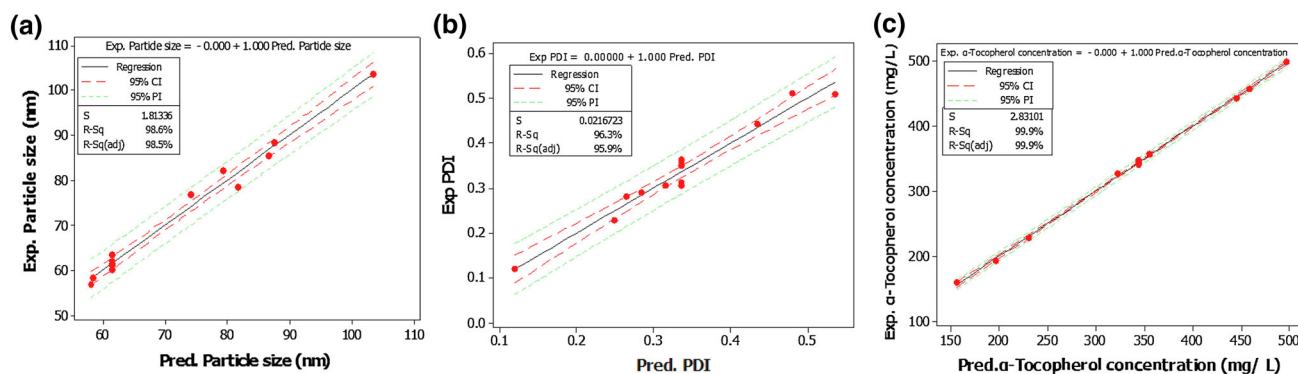 (a)
Exp. Particle size = - 0.000 + 1.000 Pred. Particle size
Regression
95% CI
95% PI
S 1.81336
R-Sq 98.6%
R-Sq(adj) 98.5%
110
100
90
80
70
60
50
Exp. Particle size (nm)
60 70 80 90 100 110
Pred. Particle size (nm)
(b)
Exp PDI = 0.00000 + 1.000 Pred. PDI
Regression
95% CI
95% PI
S 0.0216723
R-Sq 96.3%
R-Sq(adj) 95.9%
0.6
0.5
0.4
0.3
0.2
0.1
0.0
Exp PDI
0.1 0.2 0.3 0.4 0.5
Pred. PDI
(c)
Exp. α-Tocopherol concentration = - 0.000 + 1.000 Pred.α-Tocopherol concentration
Regression
95% CI
95% PI
S 2.83101
R-Sq 99.9%
R-Sq(adj) 99.9%
500
400
300
200
100
Exp. α-Tocopherol concentration (mg/L)
150 200 250 300 350 400 450 500
Pred.α-Tocopherol concentration (mg/ L)